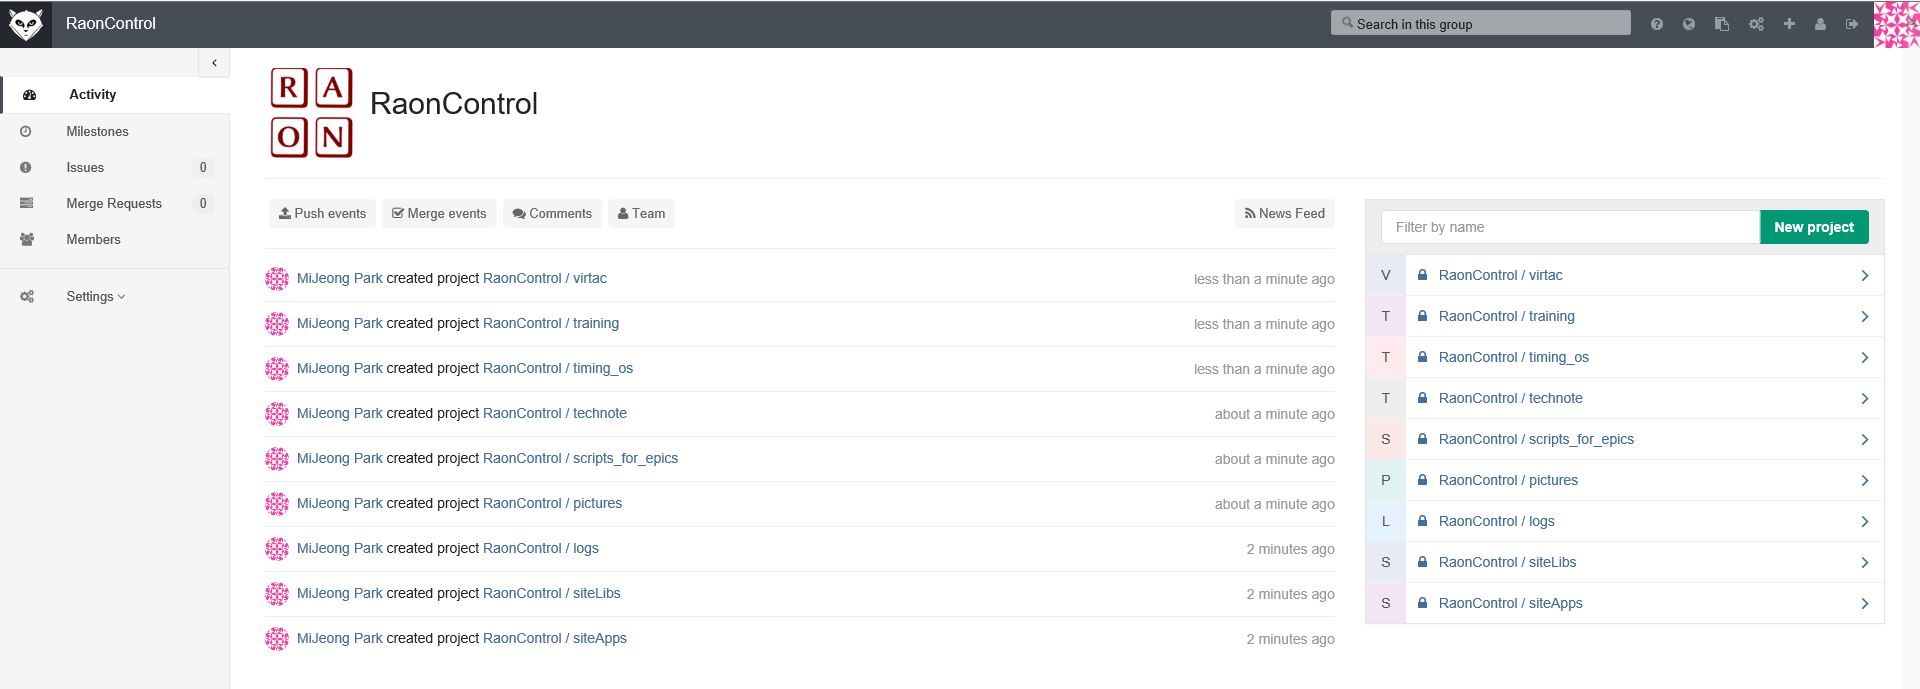 RaonControl
Search in this group
Activity
Milestones
Issues 0
Merge Requests 0
Members
Settings
R A
O N
RaonControl
Push events Merge events Comments Team News Feed
MiJeong Park created project RaonControl / virtac less than a minute ago
MiJeong Park created project RaonControl / training less than a minute ago
MiJeong Park created project RaonControl / timing_os less than a minute ago
MiJeong Park created project RaonControl / technote about a minute ago
MiJeong Park created project RaonControl / scripts_for_epics about a minute ago
MiJeong Park created project RaonControl / pictures about a minute ago
MiJeong Park created project RaonControl / logs 2 minutes ago
MiJeong Park created project RaonControl / siteLibs 2 minutes ago
MiJeong Park created project RaonControl / siteApps 2 minutes ago
Filter by name New project
V RaonControl / virtac
T RaonControl / training
T RaonControl / timing_os
T RaonControl / technote
S RaonControl / scripts_for_epics
P RaonControl / pictures
L RaonControl / logs
S RaonControl / siteLibs
S RaonControl / siteApps